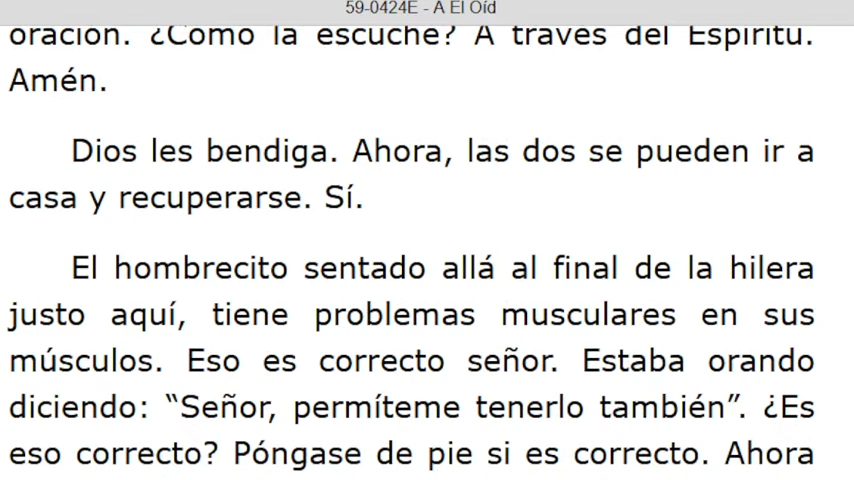 59-0424E - A El Oíd
oración. ¿Cómo la escuché? A través del Espíritu.
Amén.
Dios les bendiga. Ahora, las dos se pueden ir a
casa y recuperarse. Sí.
El hombrecito sentado allá al final de la hilera
justo aquí, tiene problemas musculares en sus
músculos. Eso es correcto señor. Estaba orando
diciendo: “Señor, permíteme tenerlo también”. ¿Es
eso correcto? Póngase de pie si es correcto. Ahora